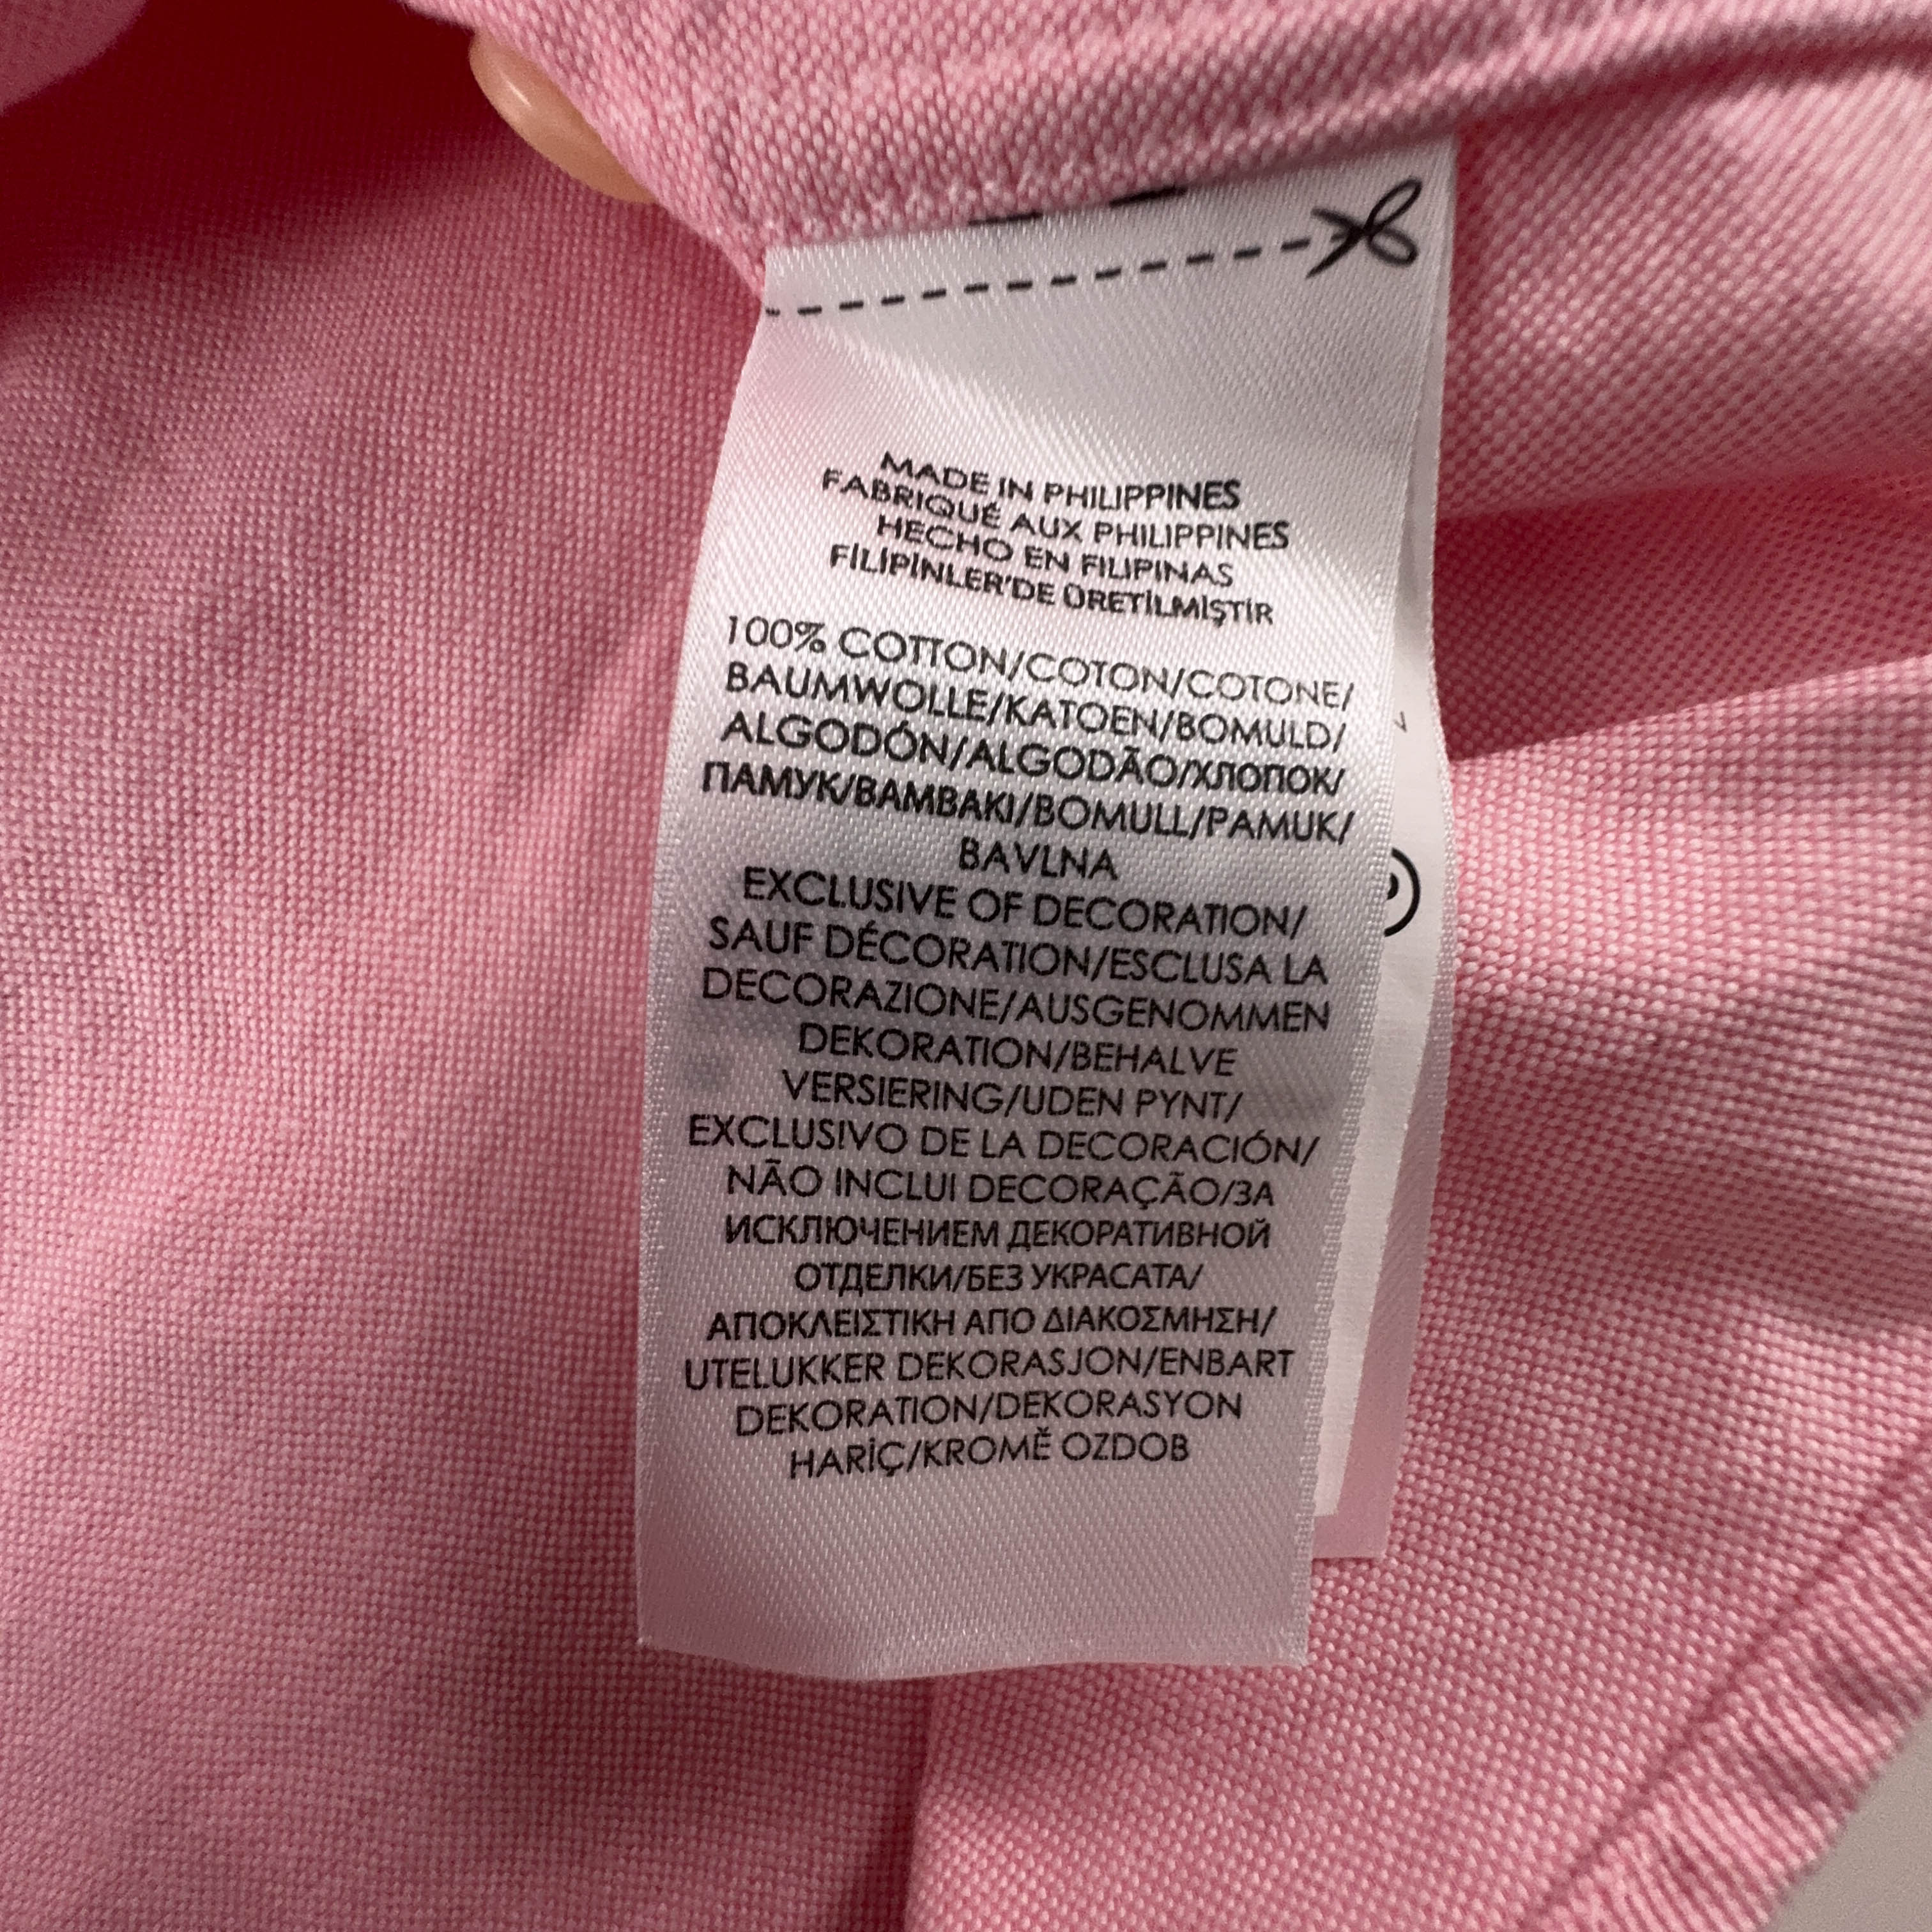 MADE IN PHILIPPINES
FABRIQUÉ AUX PHILIPPINES
HECHO EN FILIPINAS
FİLİPİNLER'DE ÜRETİLMİŞTİR
100% COTTON/COTON/COTONE/
BAUMWOLLE/KATOEN/BOMULD/
ALGODÓN/ALGODÃO/ХЛОПОК/
ПАМУК/BAMBAKI/BOMULL/PAMUK/
BAVLNA
EXCLUSIVE OF DECORATION/
SAUF DÉCORATION/ESCLUSA LA
DECORAZIONE/AUSGENOMMEN
DEKORATION/BEHALVE
VERSIERING/UDEN PYNT/
EXCLUSIVO DE LA DECORACIÓN/
NÃO INCLUI DECORAÇÃO/ЗА
ИСКЛЮЧЕНИЕМ ДЕКОРАТИВНОЙ
ОТДЕЛКИ/БЕЗ УКРАСАТА/
ΑΠΟΚΛΕΙΣΤΙΚΗ ΑΠΟ ΔΙΑΚΟΣΜΗΣΗ/
UTELUKKER DEKORASJON/ENBART
DEKORATION/DEKORASYON
HARİÇ/KROMĚ OZDOB